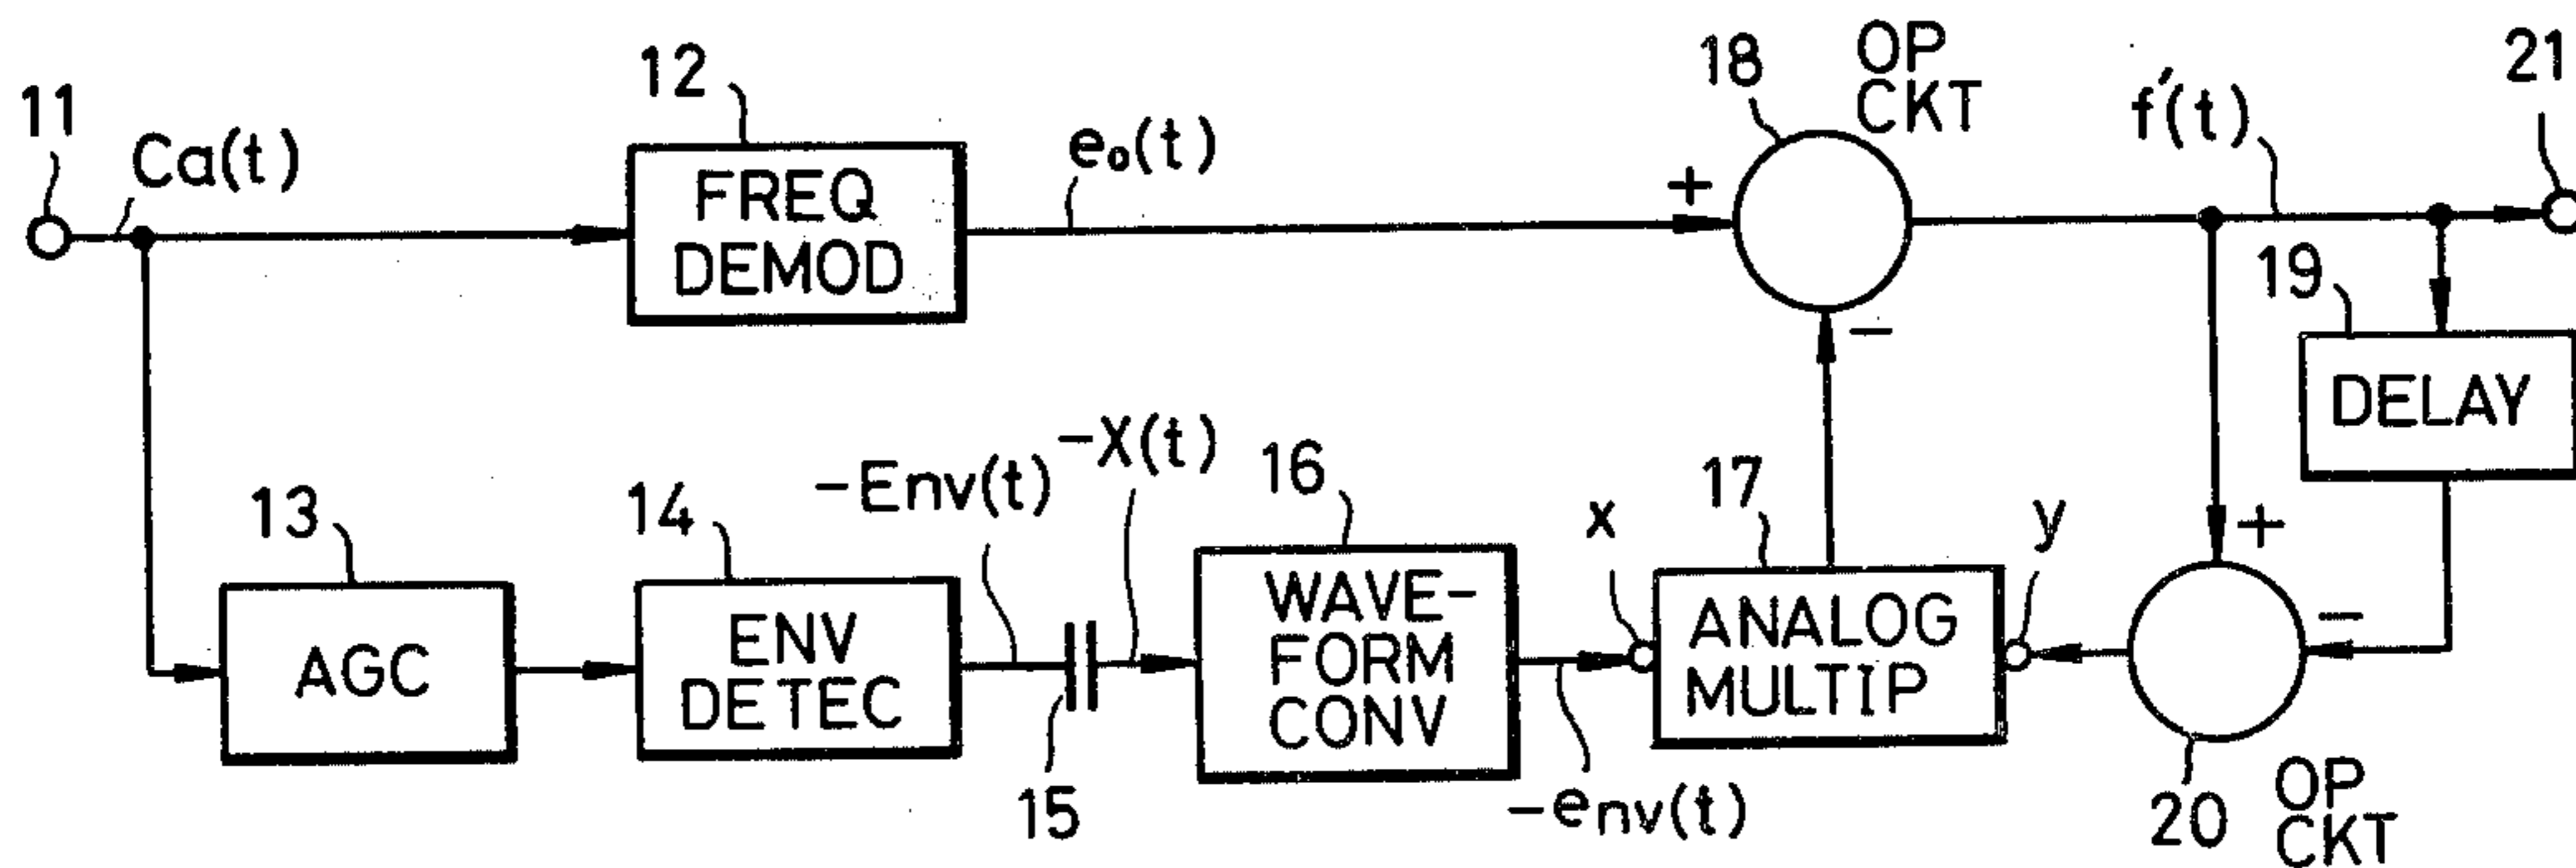 11
Ca(t)
12
FREQ
DEMOD
e₀(t)
18
OP
CKT
+
−
f′(t)
21
19
DELAY
13
AGC
14
ENV
DETEC
−Env(t)
−X(t)
15
16
WAVE-
FORM
CONV
−env(t)
x
17
ANALOG
MULTIP
y
+
−
20
OP
CKT